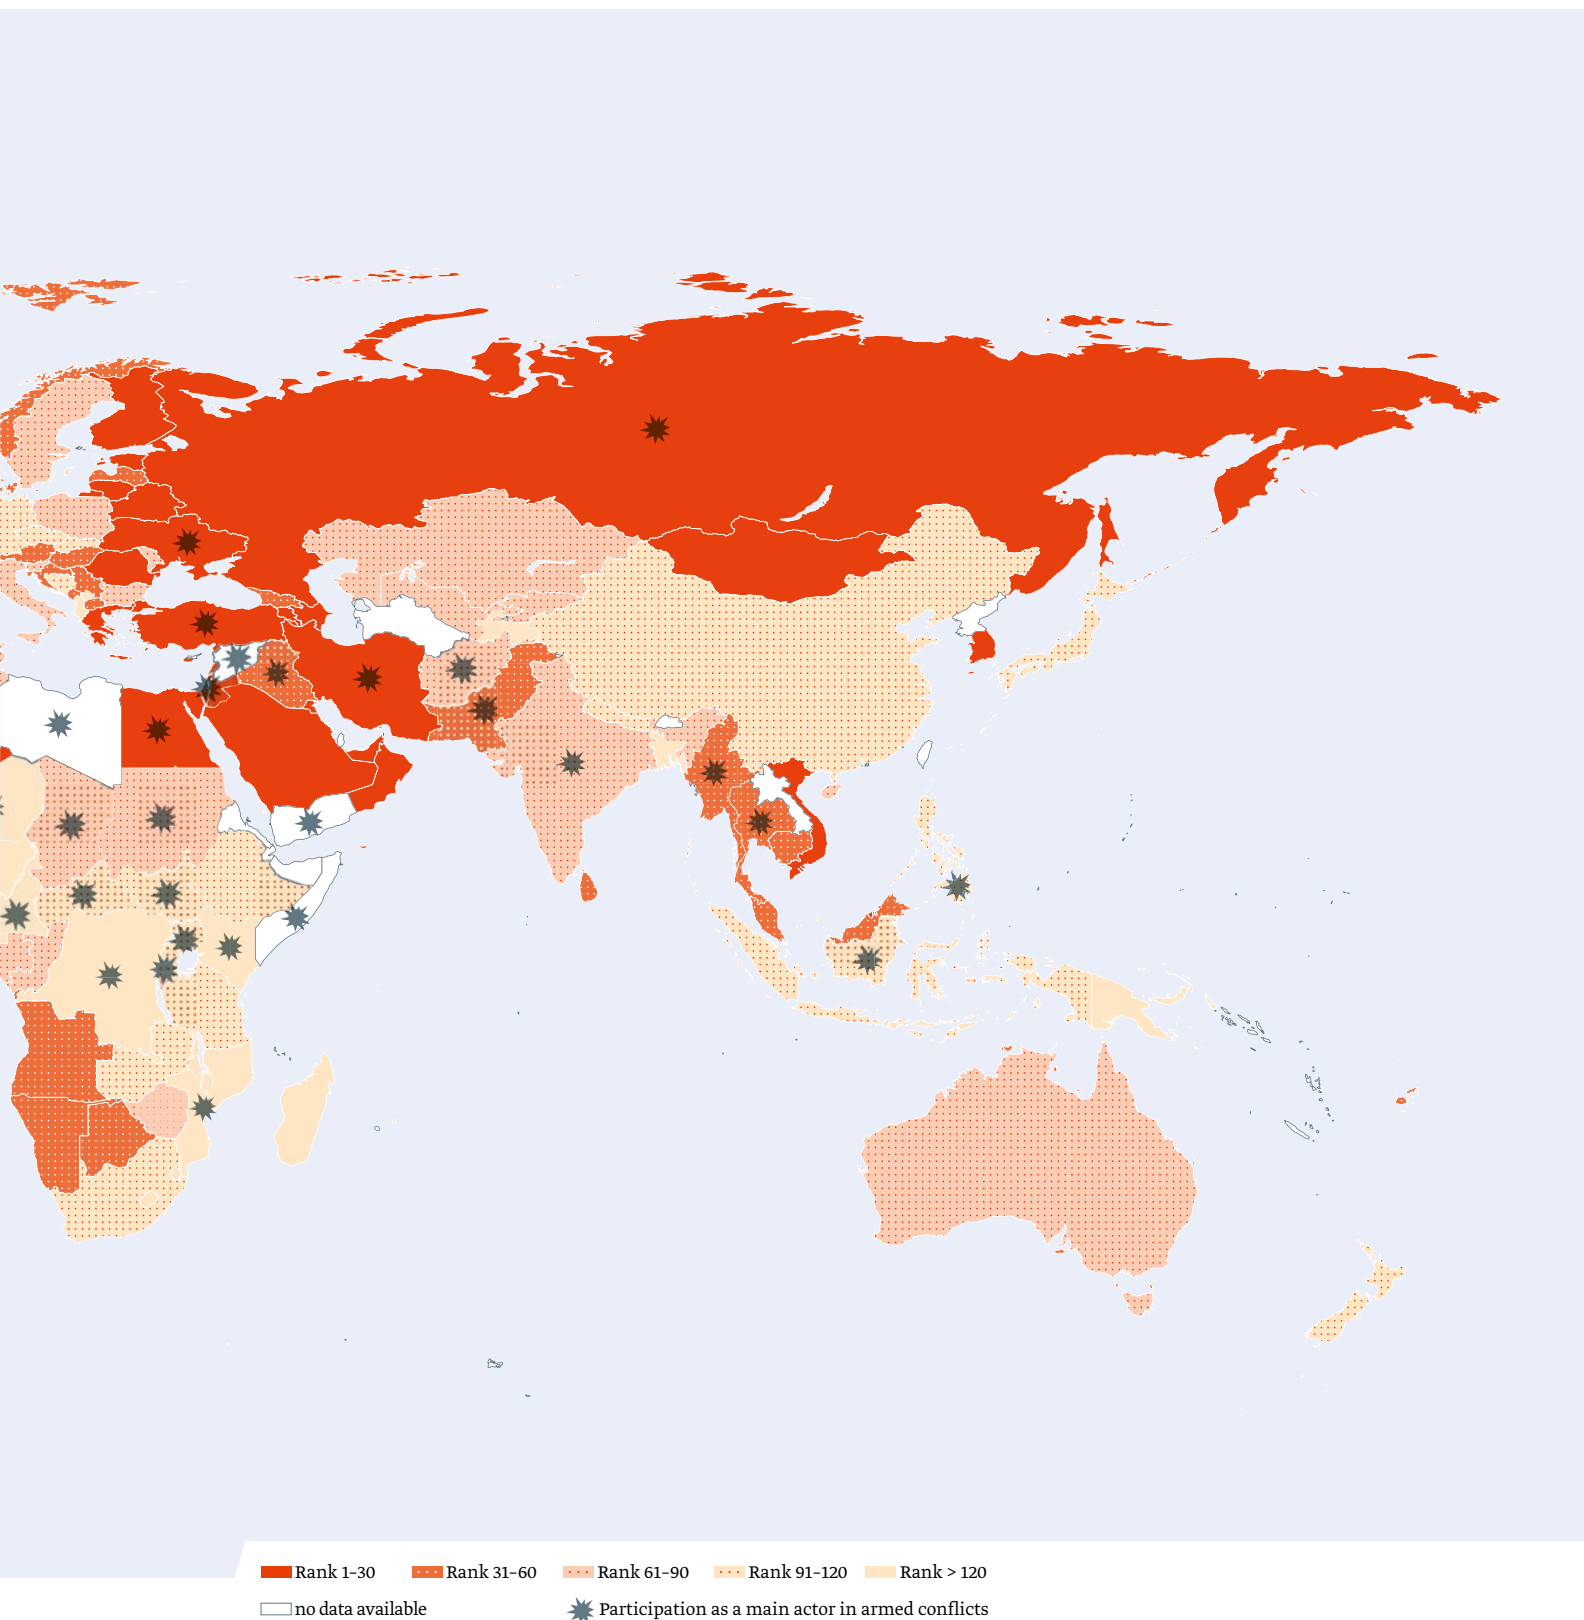 Rank 1–30 Rank 31–60 Rank 61–90 Rank 91–120 Rank > 120
no data available Participation as a main actor in armed conflicts